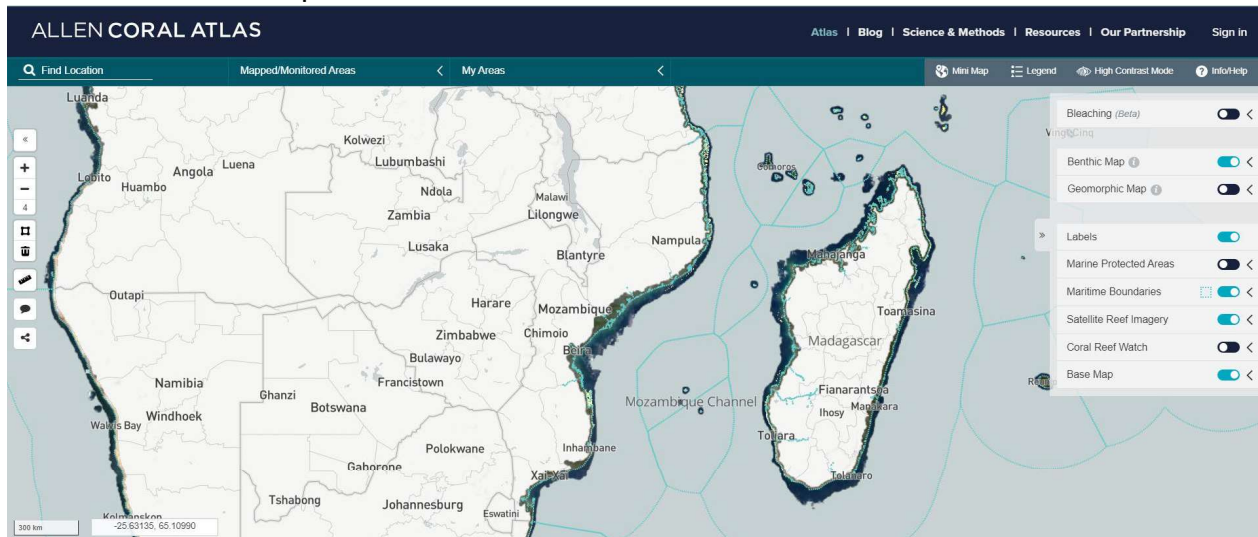 ALLEN CORAL ATLAS
Atlas | Blog | Science & Methods | Resources | Our Partnership Sign in
Find Location Mapped/Monitored Areas My Areas Mini Map Legend High Contrast Mode Info/Help
Luanda
Kolwezi
Lubumbashi
Angola Luena
Lobito Huambo
Ndola
Malawi
Zambia Lilongwe
Lusaka
Nampula
Blantyre
Comoros
Mahajanga
Outapi
Harare Mozambique
Zimbabwe Chimoio
Beira
Bulawayo
Toamasina
Madagascar
Namibia
Francistown
Ghanzi
Botswana
Windhoek
Walvis Bay
Mozambique Channel
Fianarantsoa
Ihosy Manakara
Toliara
Polokwane
Inhambane
Gaborone
Xai-Xai
Tolanaro
Tshabong
Johannesburg
Eswatini
Kolmanskop
4
300 km
-25.63135, 65.10990
Bleaching (Beta)
Benthic Map
Geomorphic Map
Labels
Marine Protected Areas
Maritime Boundaries
Satellite Reef Imagery
Coral Reef Watch
Base Map